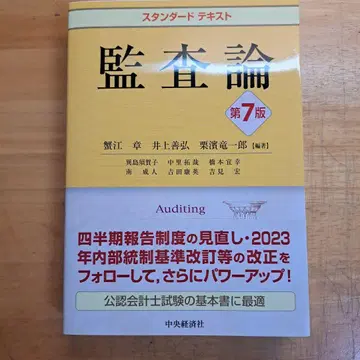 スタンダード テキスト
監査論
第7版
蟹江 章 井上善弘 栗濱竜一郎【編著】
異島須賀子 中里拓哉 橋本宜幸
南 成人 吉田康英 吉見 宏
Auditing
四半期報告制度の見直し・2023
年内部統制基準改訂等の改正を
フォローして,さらにパワーアップ!
公認会計士試験の基本書に最適
中央経済社